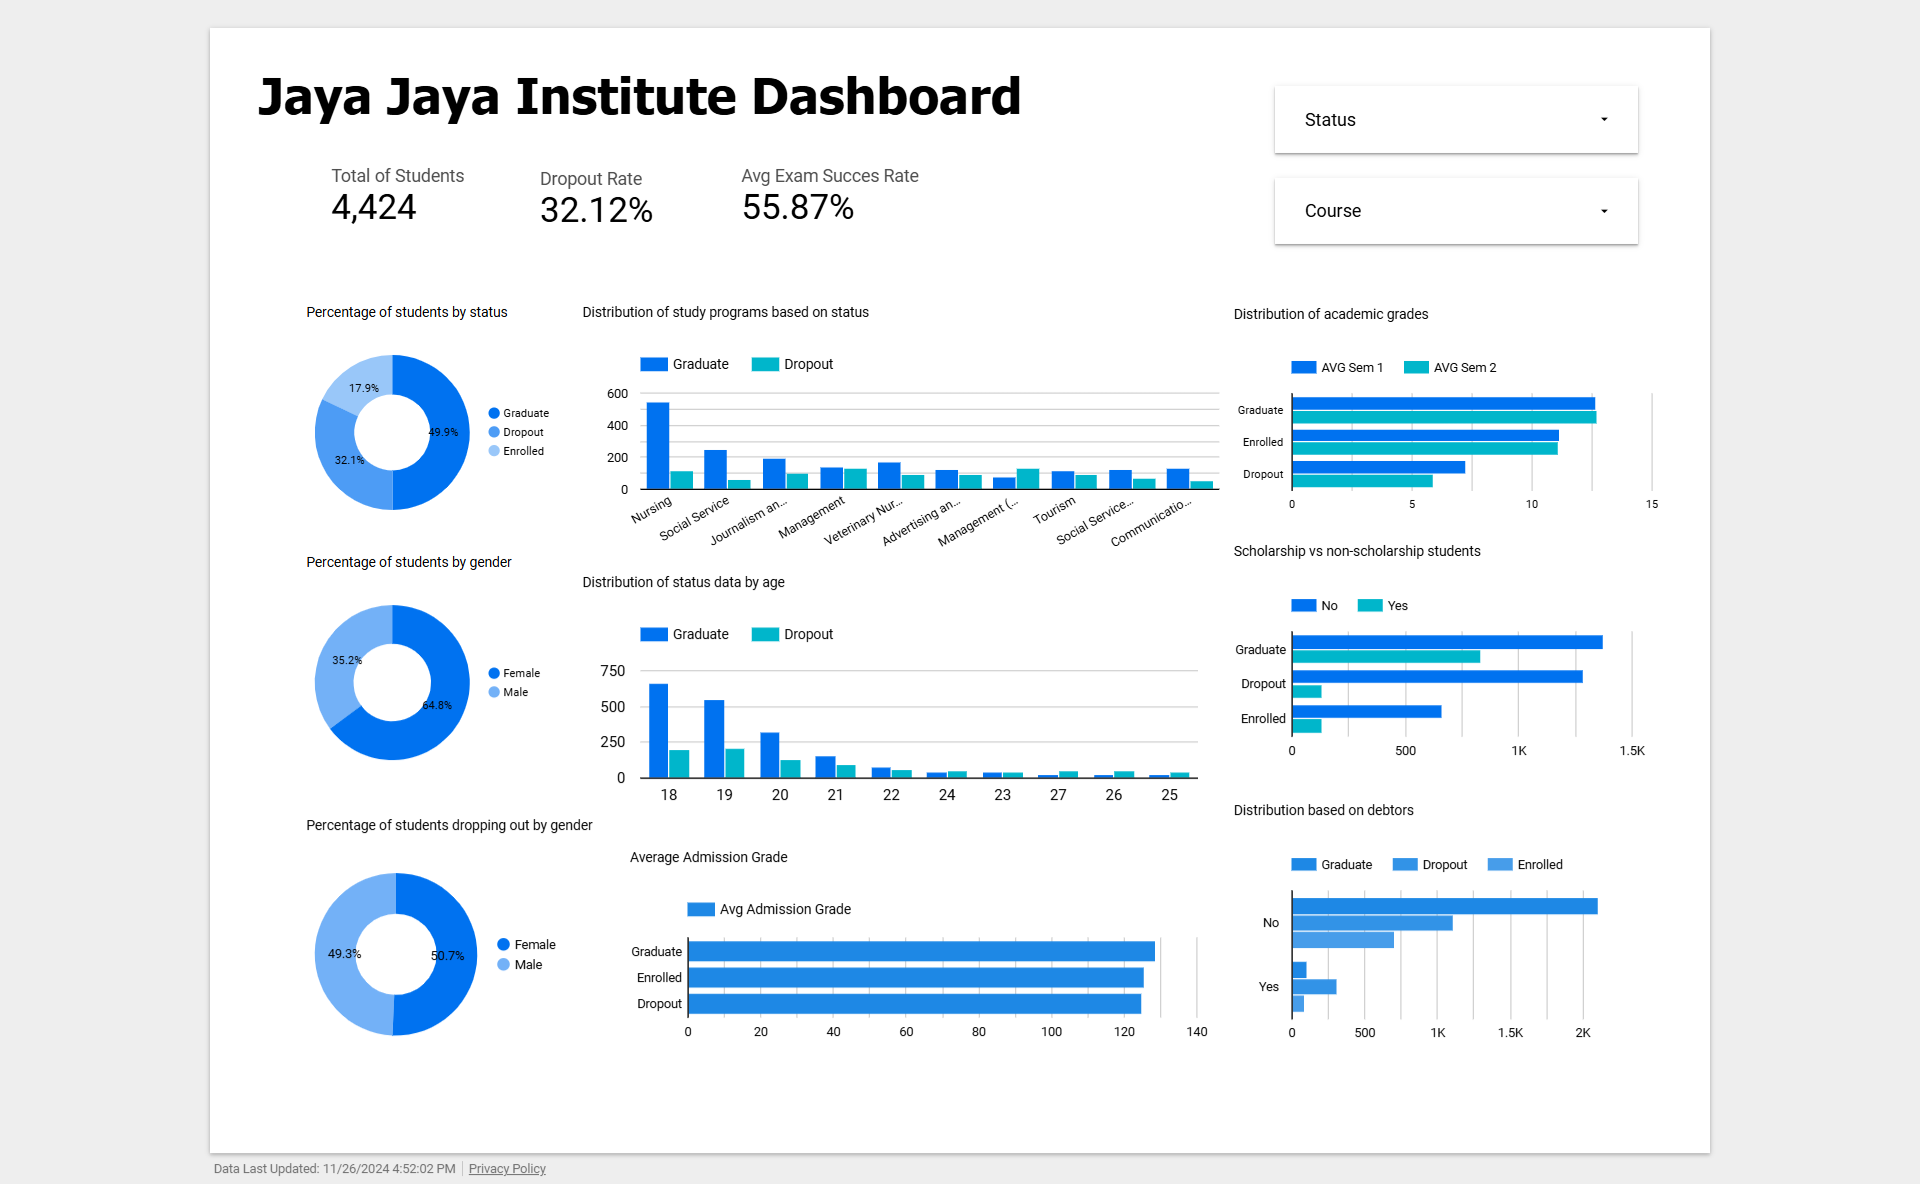 Jaya Jaya Institute Dashboard
Status
Course
Total of Students
4,424
Dropout Rate
32.12%
Avg Exam Succes Rate
55.87%
Percentage of students by status
17.9%
49.9%
32.1%
Graduate
Dropout
Enrolled
Distribution of study programs based on status
Graduate Dropout
600
400
200
0
Nursing
Social Service
Journalism an...
Management
Veterinary Nur...
Advertising an...
Management (...
Tourism
Social Service...
Communicatio...
Distribution of academic grades
AVG Sem 1 AVG Sem 2
Graduate
Enrolled
Dropout
0 5 10 15
Percentage of students by gender
35.2%
64.8%
Female
Male
Distribution of status data by age
Graduate Dropout
750
500
250
0
18 19 20 21 22 24 23 27 26 25
Scholarship vs non-scholarship students
No Yes
Graduate
Dropout
Enrolled
0 500 1K 1.5K
Percentage of students dropping out by gender
49.3%
50.7%
Female
Male
Average Admission Grade
Avg Admission Grade
Graduate
Enrolled
Dropout
0 20 40 60 80 100 120 140
Distribution based on debtors
Graduate Dropout Enrolled
No
Yes
0 500 1K 1.5K 2K
Data Last Updated: 11/26/2024 4:52:02 PM Privacy Policy